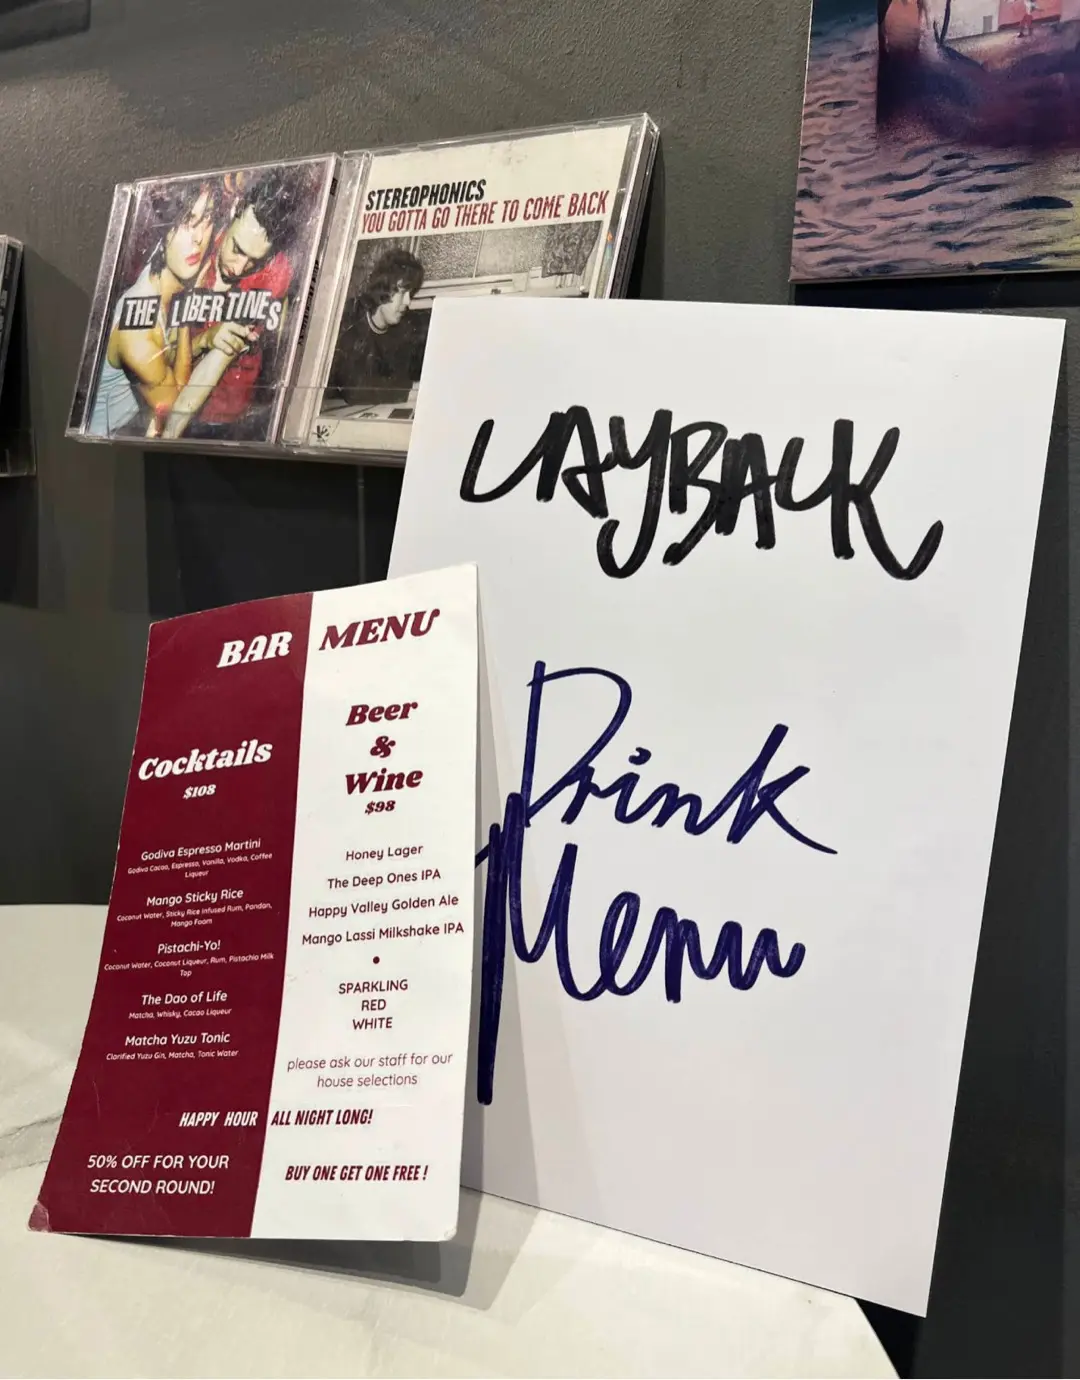 THE LIBERTINES
STEREOPHONICS
YOU GOTTA GO THERE TO COME BACK
LAYBACK
Drink
Menu
BAR MENU
Cocktails
$108
Godiva Espresso Martini
Godiva Cacao, Espresso, Vanilla, Vodka, Coffee
Liqueur
Mango Sticky Rice
Coconut Water, Sticky Rice Infused Rum, Pandan,
Mango Foam
Pistachi-Yo!
Coconut Water, Coconut Liqueur, Rum, Pistachio Milk
Top
The Dao of Life
Matcha, Whisky, Cacao Liqueur
Matcha Yuzu Tonic
Clarified Yuzu Gin, Matcha, Tonic Water
Beer
&
Wine
$98
Honey Lager
The Deep Ones IPA
Happy Valley Golden Ale
Mango Lassi Milkshake IPA
•
SPARKLING
RED
WHITE
please ask our staff for our
house selections
HAPPY HOUR ALL NIGHT LONG!
50% OFF FOR YOUR
SECOND ROUND!
BUY ONE GET ONE FREE!